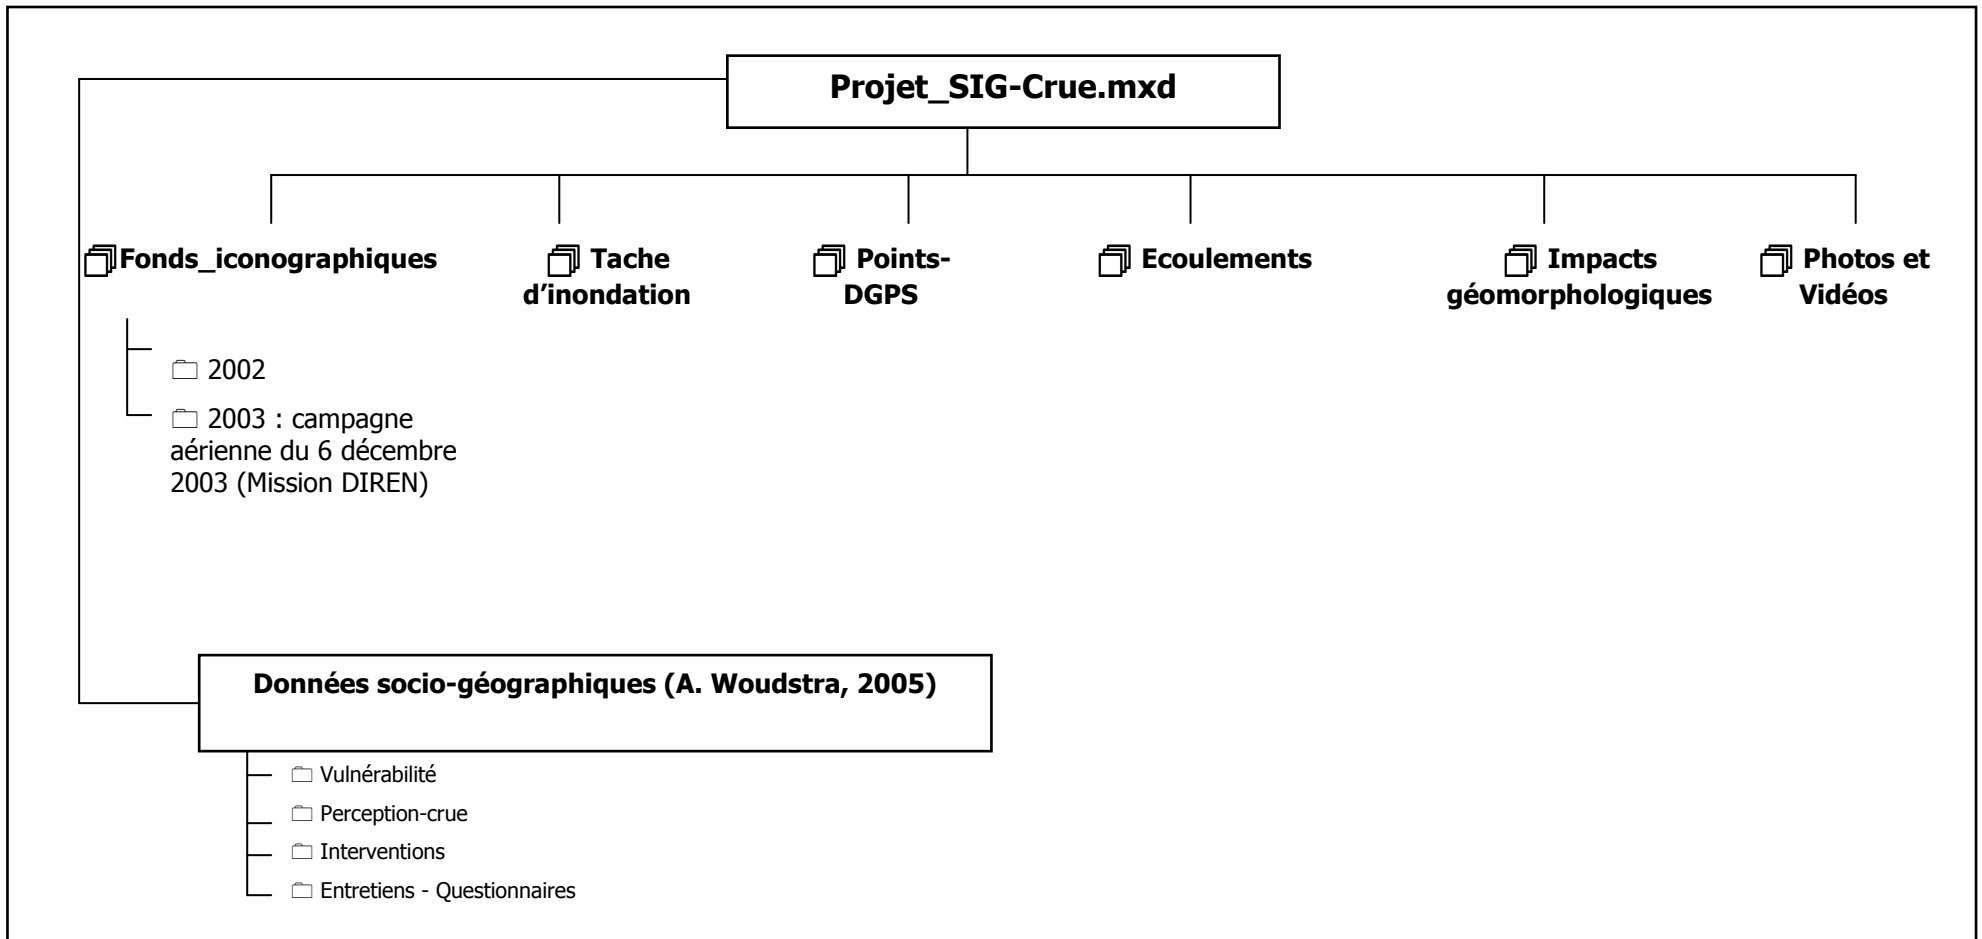 Projet_SIG-Crue.mxd
Fonds_iconographiques
Tache
d’inondation
Points-
DGPS
Ecoulements
Impacts
géomorphologiques
Photos et
Vidéos
2002
2003 : campagne
aérienne du 6 décembre
2003 (Mission DIREN)
Données socio-géographiques (A. Woudstra, 2005)
Vulnérabilité
Perception-crue
Interventions
Entretiens - Questionnaires